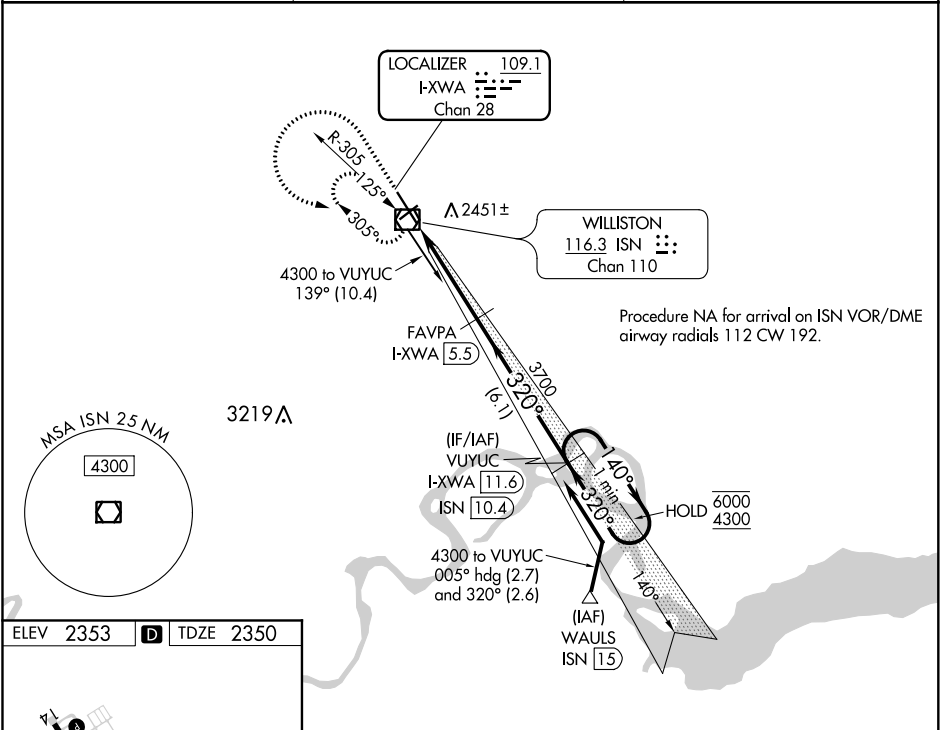 LOCALIZER 109.1
I-XWA
Chan 28
R-305
125°
305°
2451±
WILLISTON
116.3 ISN
Chan 110
4300 to VUYUC
139° (10.4)
Procedure NA for arrival on ISN VOR/DME
airway radials 112 CW 192.
FAVPA
I-XWA 5.5
3700
320°
(6.1)
3219
MSA ISN 25 NM
4300
(IF/IAF)
VUYUC
I-XWA 11.6
ISN 10.4
140°
1 min
320°
HOLD 6000
4300
4300 to VUYUC
005° hdg (2.7)
and 320° (2.6)
140°
(IAF)
WAULS
ISN 15
ELEV 2353 D TDZE 2350
14
P